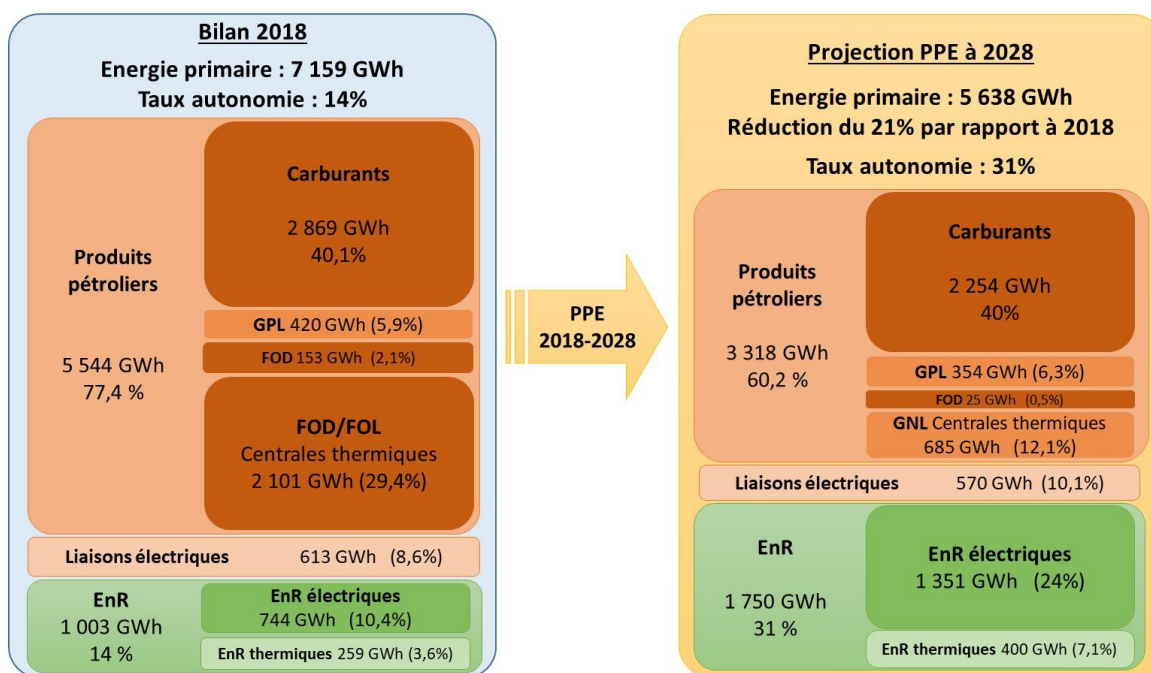 Bilan 2018
Energie primaire : 7 159 GWh
Taux autonomie : 14%
Produits
pétroliers
5 544 GWh
77,4 %
Carburants
2 869 GWh
40,1%
GPL 420 GWh (5,9%)
FOD 153 GWh (2,1%)
FOD/FOL
Centrales thermiques
2 101 GWh (29,4%)
Liaisons électriques 613 GWh (8,6%)
EnR
1 003 GWh
14 %
EnR électriques
744 GWh (10,4%)
EnR thermiques 259 GWh (3,6%)
PPE
2018-2028
Projection PPE à 2028
Energie primaire : 5 638 GWh
Réduction du 21% par rapport à 2018
Taux autonomie : 31%
Produits
pétroliers
3 318 GWh
60,2 %
Carburants
2 254 GWh
40%
GPL 354 GWh (6,3%)
FOD 25 GWh (0,5%)
GNL Centrales thermiques
685 GWh (12,1%)
Liaisons électriques 570 GWh (10,1%)
EnR
1 750 GWh
31 %
EnR électriques
1 351 GWh (24%)
EnR thermiques 400 GWh (7,1%)